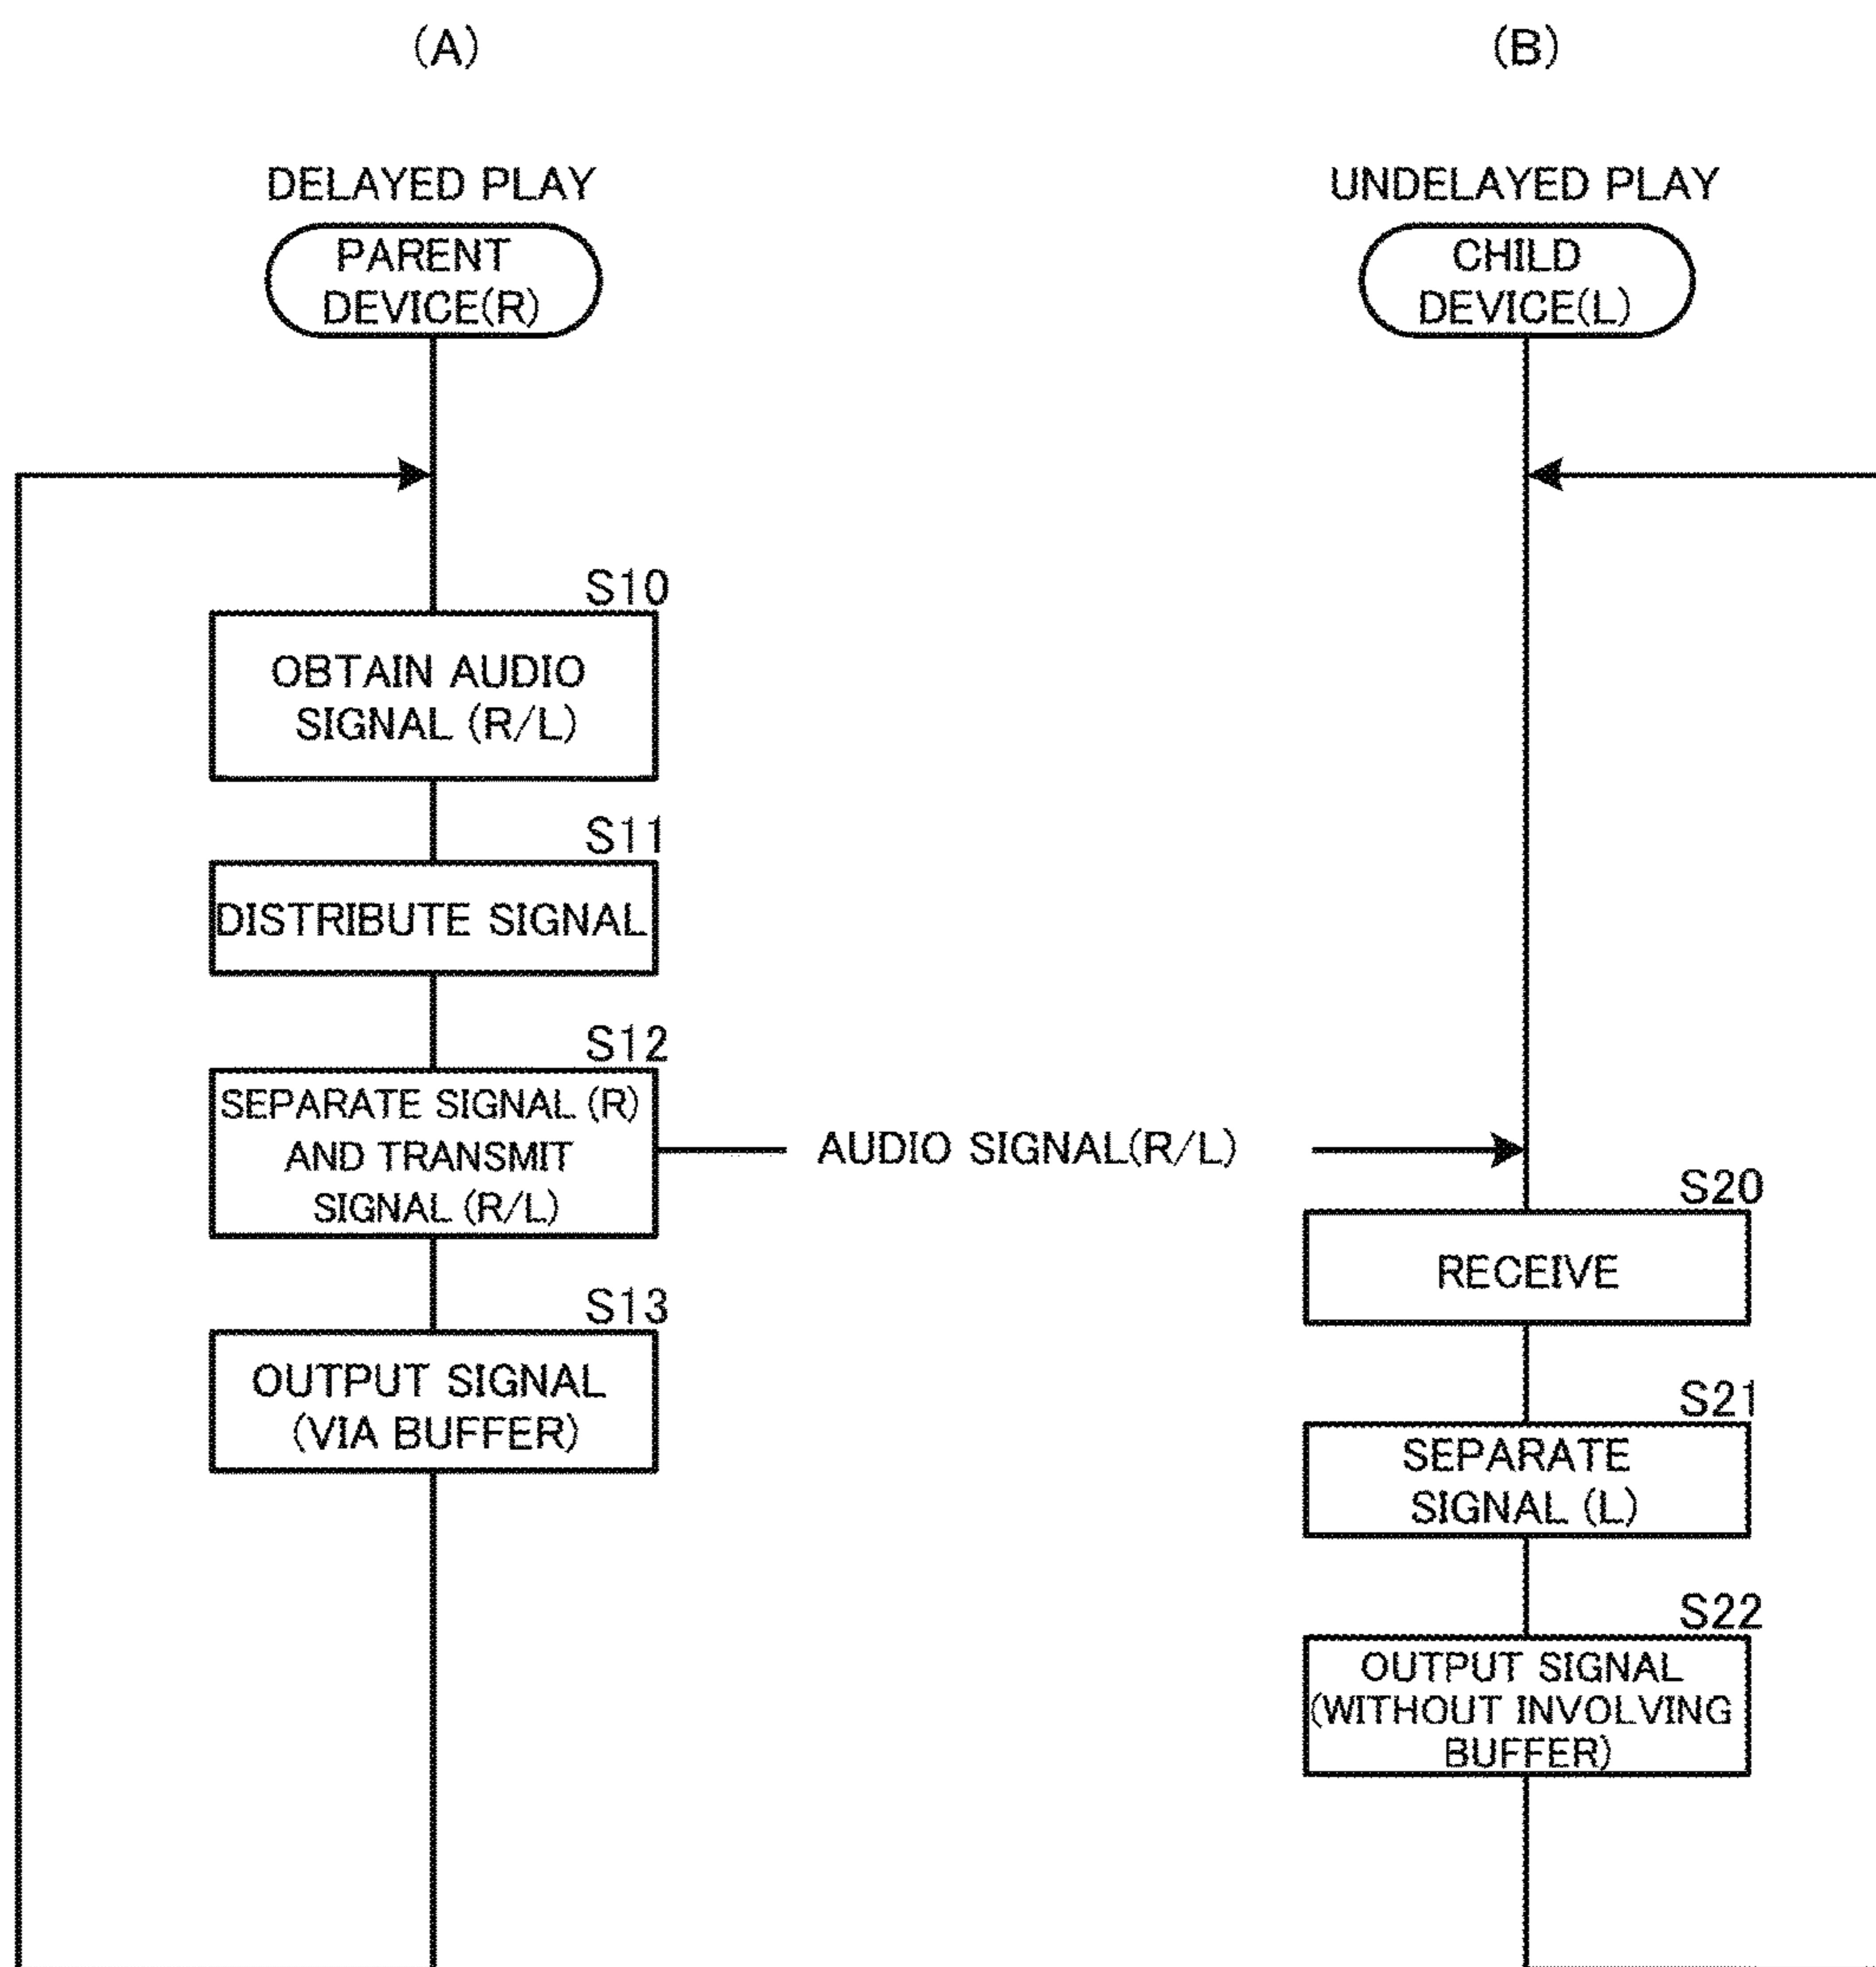 (A)
DELAYED PLAY
PARENT
DEVICE(R)
S10
OBTAIN AUDIO
SIGNAL (R/L)
S11
DISTRIBUTE SIGNAL
S12
SEPARATE SIGNAL (R)
AND TRANSMIT
SIGNAL (R/L)
AUDIO SIGNAL(R/L)
S13
OUTPUT SIGNAL
(VIA BUFFER)
(B)
UNDELAYED PLAY
CHILD
DEVICE(L)
S20
RECEIVE
S21
SEPARATE
SIGNAL (L)
S22
OUTPUT SIGNAL
(WITHOUT INVOLVING
BUFFER)